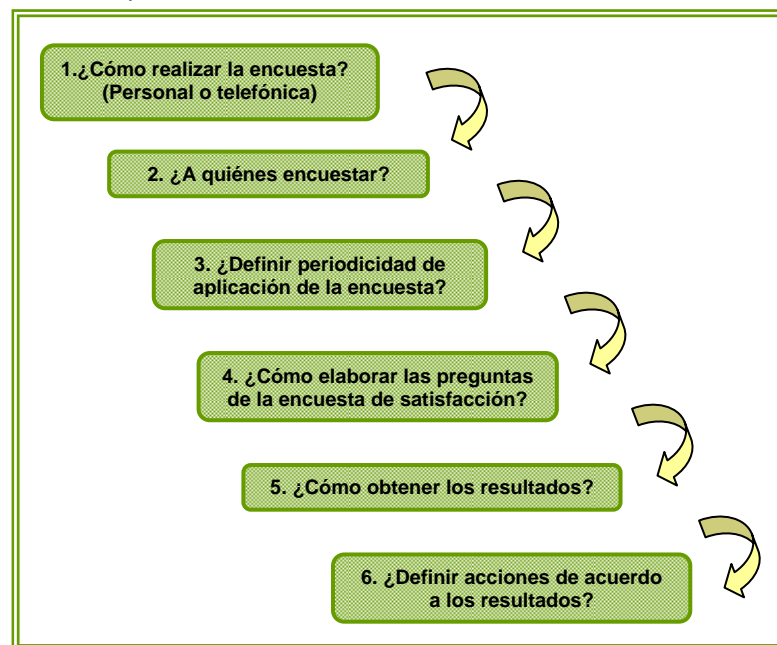 1.¿Cómo realizar la encuesta?
(Personal o telefónica)
2. ¿A quiénes encuestar?
3. ¿Definir periodicidad de
aplicación de la encuesta?
4. ¿Cómo elaborar las preguntas
de la encuesta de satisfacción?
5. ¿Cómo obtener los resultados?
6. ¿Definir acciones de acuerdo
a los resultados?